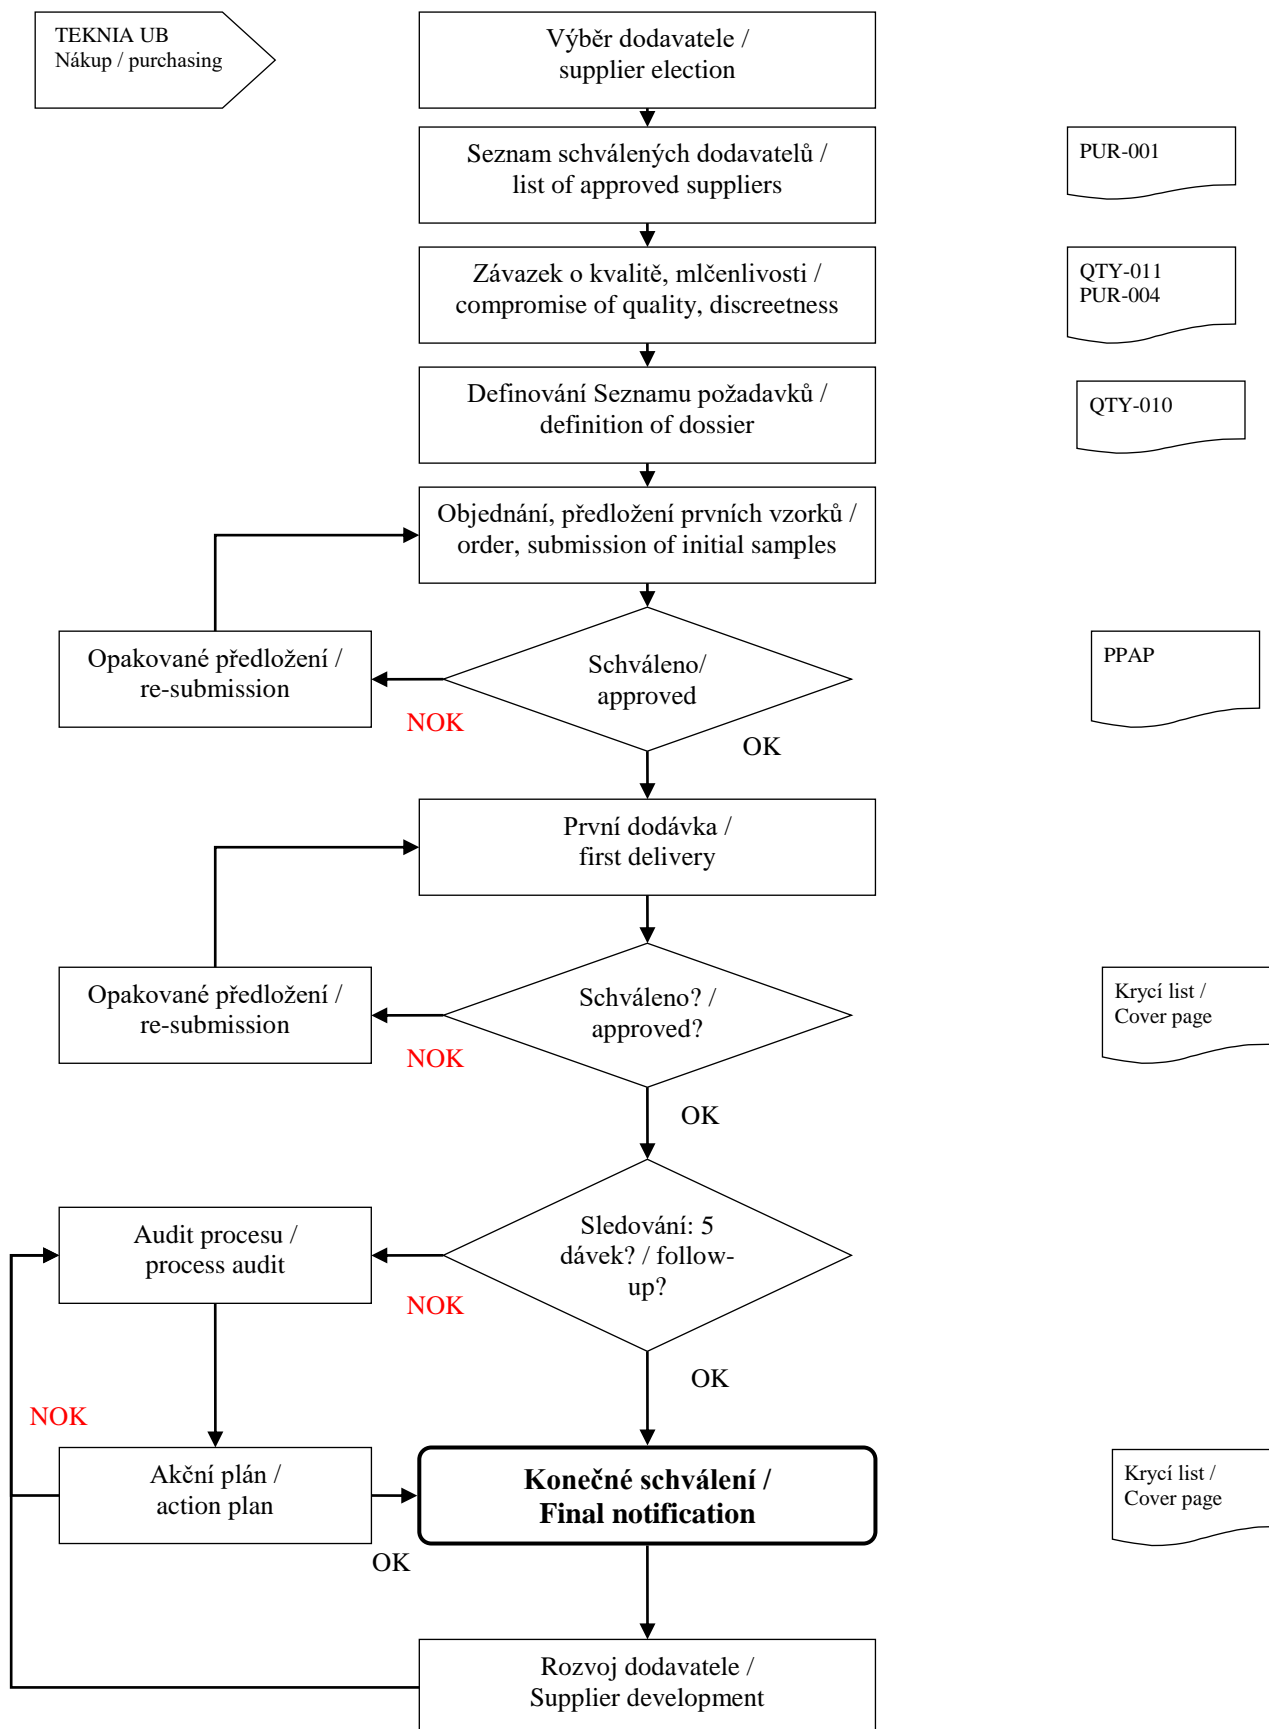 TEKNIA UB
Nákup / purchasing
Výběr dodavatele /
supplier election
Seznam schválených dodavatelů /
list of approved suppliers
PUR-001
Závazek o kvalitě, mlčenlivosti /
compromise of quality, discreetness
QTY-011
PUR-004
Definování Seznamu požadavků /
definition of dossier
QTY-010
Objednání, předložení prvních vzorků /
order, submission of initial samples
Opakované předložení /
re-submission
NOK
Schváleno/
approved
OK
PPAP
První dodávka /
first delivery
Opakované předložení /
re-submission
NOK
Schváleno? /
approved?
OK
Krycí list /
Cover page
Audit procesu /
process audit
NOK
Sledování: 5
dávek? / follow-
up?
OK
NOK
Akční plán /
action plan
OK
Konečné schválení /
Final notification
Krycí list /
Cover page
Rozvoj dodavatele /
Supplier development